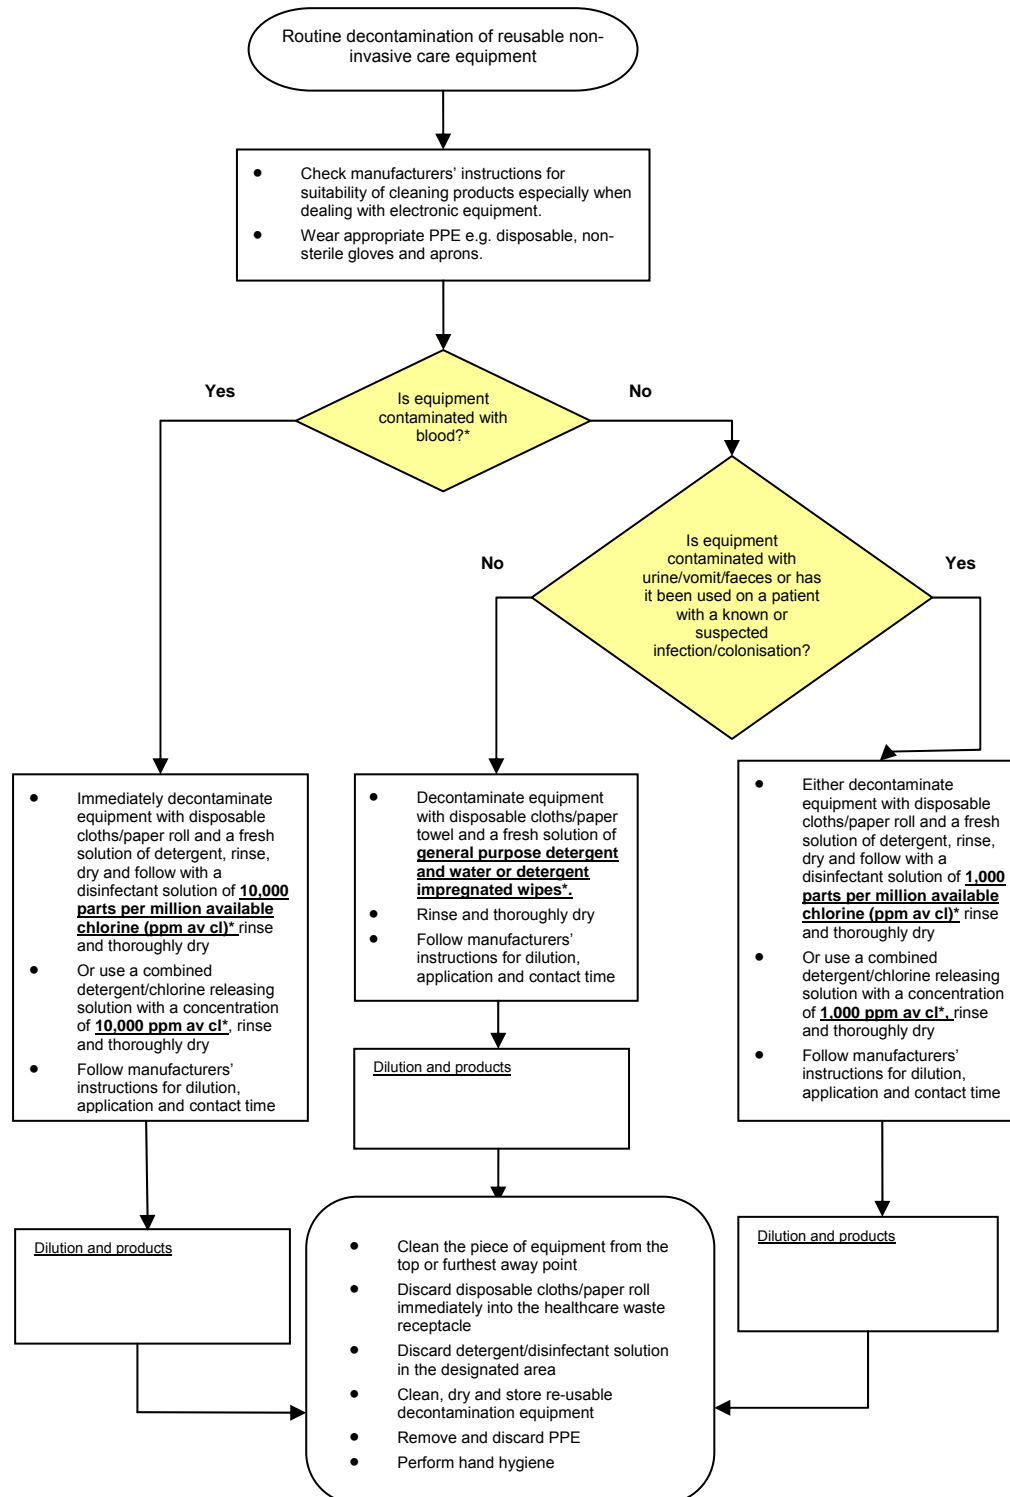 Routine decontamination of reusable non-
invasive care equipment
• Check manufacturers’ instructions for
suitability of cleaning products especially when
dealing with electronic equipment.
• Wear appropriate PPE e.g. disposable, non-
sterile gloves and aprons.
Yes
Is equipment
contaminated with
blood?*
No
No
Is equipment
contaminated with
urine/vomit/faeces or has
it been used on a patient
with a known or
suspected
infection/colonisation?
Yes
• Immediately decontaminate
equipment with disposable
cloths/paper roll and a fresh
solution of detergent, rinse,
dry and follow with a
disinfectant solution of 10,000
parts per million available
chlorine (ppm av cl)* rinse
and thoroughly dry
• Or use a combined
detergent/chlorine releasing
solution with a concentration
of 10,000 ppm av cl*, rinse
and thoroughly dry
• Follow manufacturers’
instructions for dilution,
application and contact time
• Decontaminate equipment
with disposable cloths/paper
towel and a fresh solution of
general purpose detergent
and water or detergent
impregnated wipes*.
• Rinse and thoroughly dry
• Follow manufacturers’
instructions for dilution,
application and contact time
• Either decontaminate
equipment with disposable
cloths/paper roll and a fresh
solution of detergent, rinse,
dry and follow with a
disinfectant solution of 1,000
parts per million available
chlorine (ppm av cl)* rinse
and thoroughly dry
• Or use a combined
detergent/chlorine releasing
solution with a concentration
of 1,000 ppm av cl*, rinse
and thoroughly dry
• Follow manufacturers’
instructions for dilution,
application and contact time
Dilution and products
Dilution and products
Dilution and products
• Clean the piece of equipment from the
top or furthest away point
• Discard disposable cloths/paper roll
immediately into the healthcare waste
receptacle
• Discard detergent/disinfectant solution
in the designated area
• Clean, dry and store re-usable
decontamination equipment
• Remove and discard PPE
• Perform hand hygiene